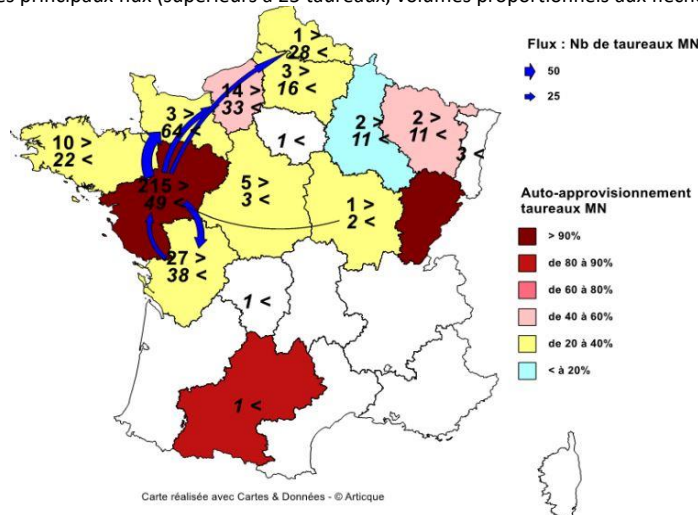 es principaux flux (supérieurs à 25 taureaux) volumes proportionnels aux flèche
Flux : Nb de taureaux MN
50
25
1 >
28 <
3 >
16 <
14 >
33 <
3 >
64 <
10 >
22 <
1 <
2 >
11 <
2 >
11 <
3 <
215 >
49 <
5 >
3 <
1 >
2 <
27 >
38 <
1 <
1 <
Auto-approvisionnement
taureaux MN
> 90%
de 80 à 90%
de 60 à 80%
de 40 à 60%
de 20 à 40%
< à 20%
Carte réalisée avec Cartes & Données - © Articque